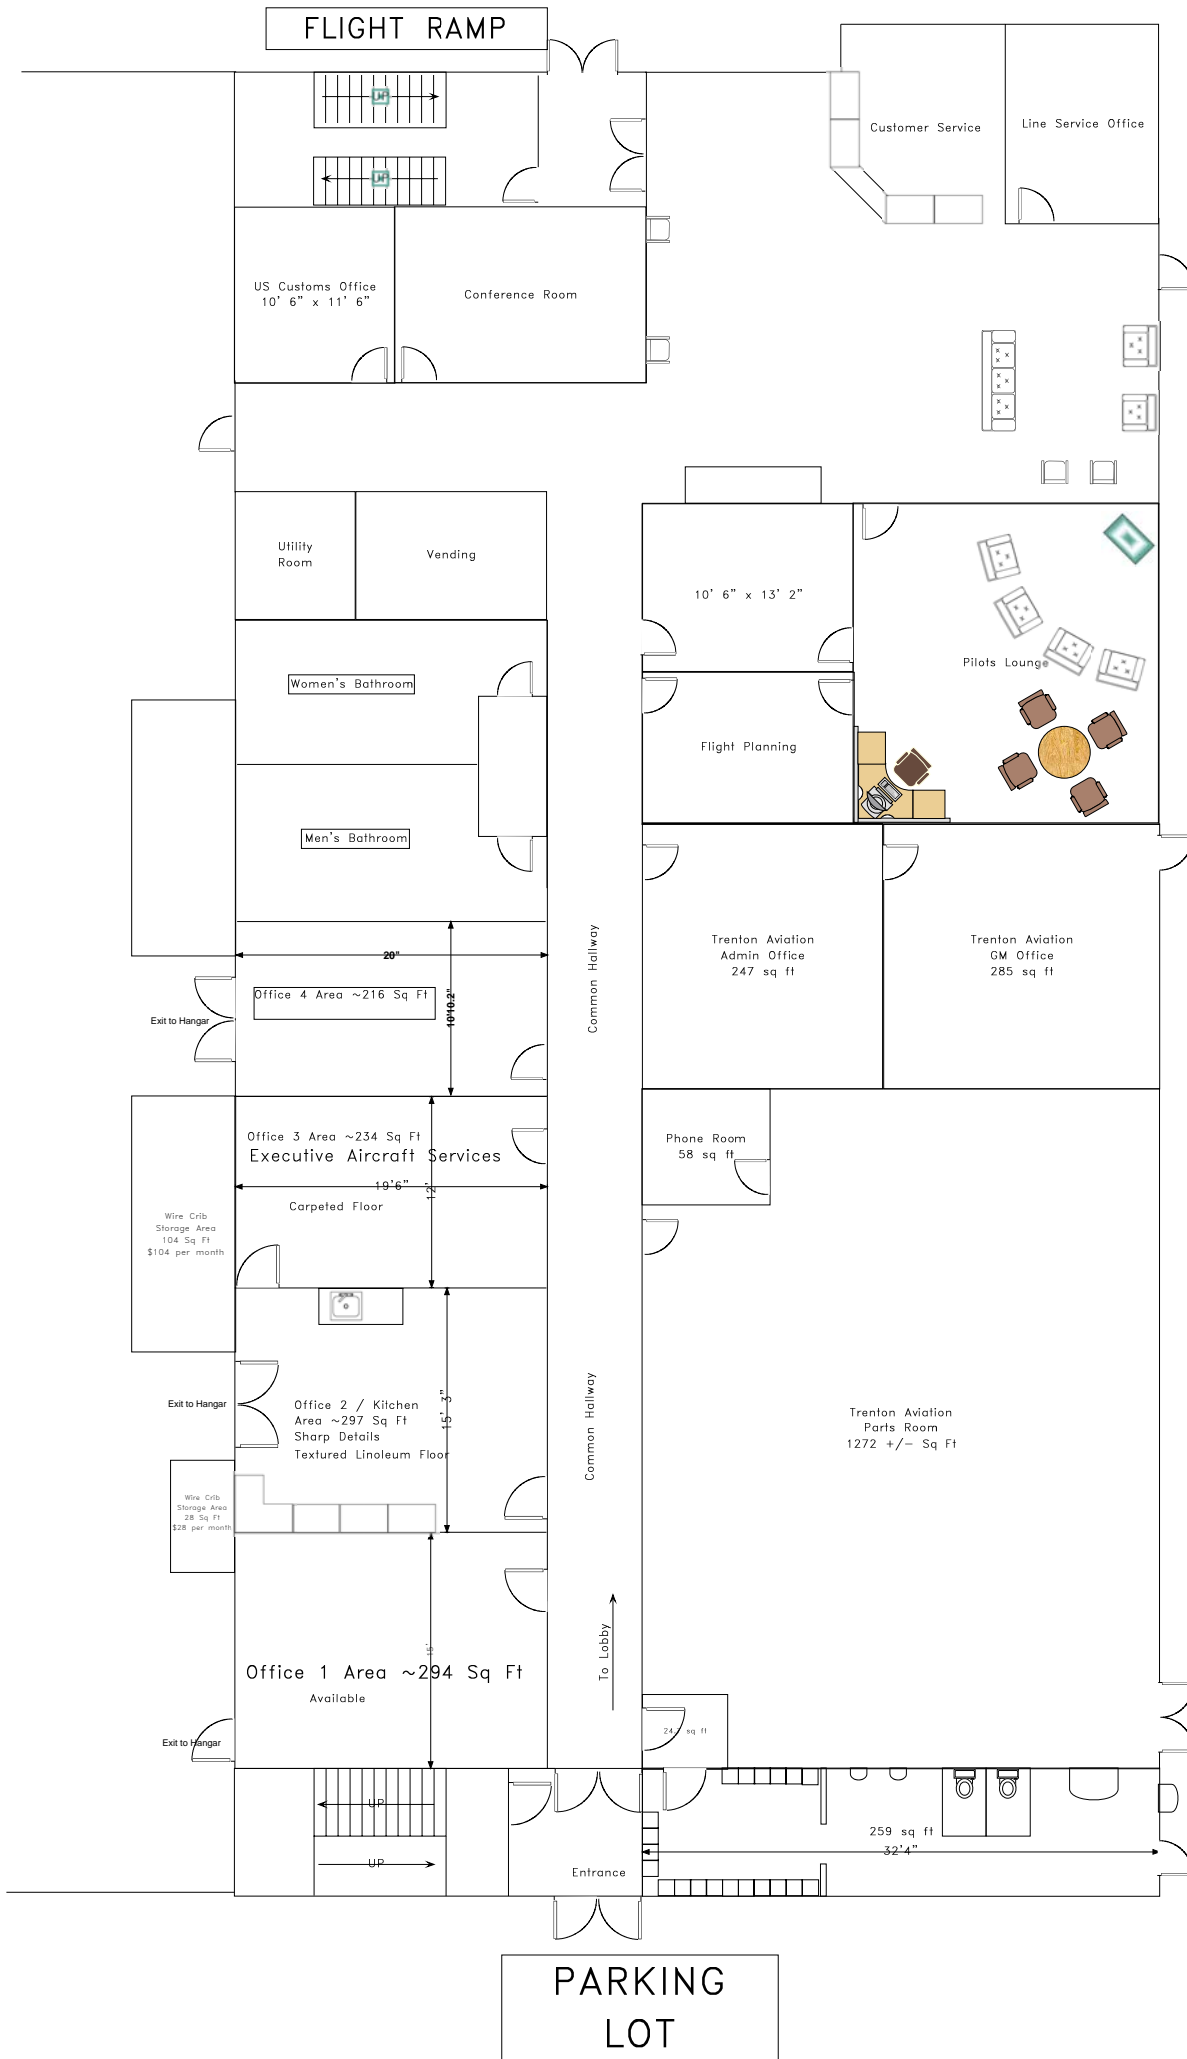 FLIGHT RAMP
UP
UP
Customer Service
Line Service Office
US Customs Office
10' 6" x 11' 6"
Conference Room
Utility
Room
Vending
10' 6" x 13' 2"
Women's Bathroom
Pilots Lounge
Flight Planning
Men's Bathroom
Common Hallway
Trenton Aviation
Admin Office
247 sq ft
Trenton Aviation
GM Office
285 sq ft
20"
Office 4 Area ~216 Sq Ft
10'10.2"
Exit to Hangar
Office 3 Area ~234 Sq Ft
Executive Aircraft Services
19'6"
12'
Carpeted Floor
Phone Room
58 sq ft
Wire Crib
Storage Area
104 Sq Ft
$104 per month
Exit to Hangar
Office 2 / Kitchen
Area ~297 Sq Ft
Sharp Details
Textured Linoleum Floor
15' 3"
Common Hallway
Trenton Aviation
Parts Room
1272 +/- Sq Ft
Wire Crib
Storage Area
28 Sq Ft
$28 per month
To Lobby
15'
Office 1 Area ~294 Sq Ft
Available
Exit to Hangar
UP
UP
Entrance
259 sq ft
32'4"
PARKING
LOT